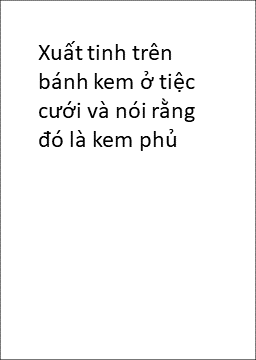 Xuất tinh trên
bánh kem ở tiệc
cưới và nói rằng
đó là kem phủ